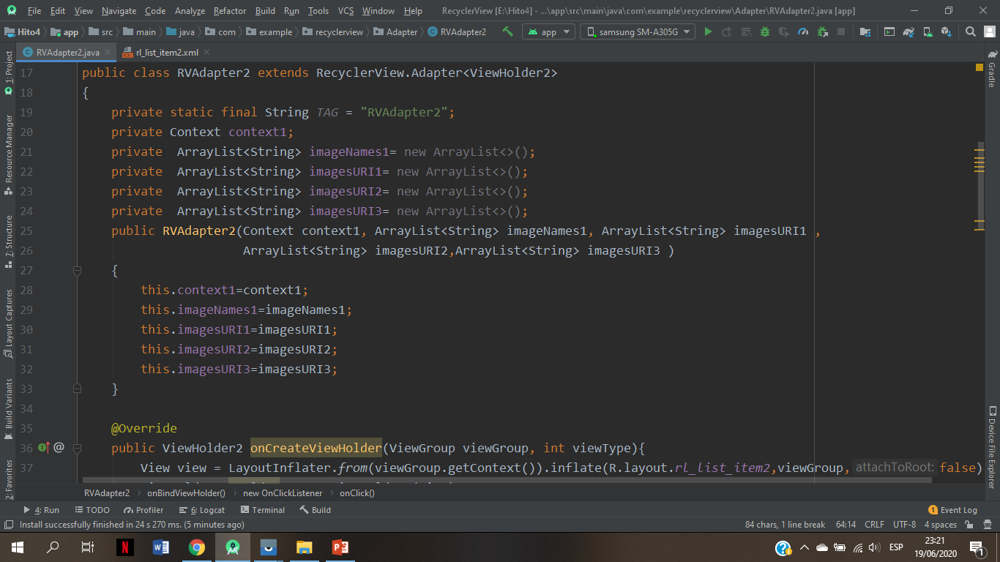 File Edit View Navigate Code Analyze Refactor Build Run Tools VCS Window Help RecyclerView [E:\Hito4] - ...\app\src\main\java\com\example\recyclerview\Adapter\RVAdapter2.java [app]
Hito4 app src main java com example recyclerview Adapter RVAdapter2 app samsung SM-A305G
RVAdapter2.java rl_list_item2.xml
1: Project
Resource Manager
7: Structure
Layout Captures
Build Variants
2: Favorites
17 public class RVAdapter2 extends RecyclerView.Adapter<ViewHolder2>
18 {
19 private static final String TAG = "RVAdapter2";
20 private Context context1;
21 private  ArrayList<String> imageNames1= new ArrayList<>();
22 private  ArrayList<String> imagesURI1= new ArrayList<>();
23 private  ArrayList<String> imagesURI2= new ArrayList<>();
24 private  ArrayList<String> imagesURI3= new ArrayList<>();
25 public RVAdapter2(Context context1, ArrayList<String> imageNames1, ArrayList<String> imagesURI1 ,
26 ArrayList<String> imagesURI2,ArrayList<String> imagesURI3 )
27 {
28 this.context1=context1;
29 this.imageNames1=imageNames1;
30 this.imagesURI1=imagesURI1;
31 this.imagesURI2=imagesURI2;
32 this.imagesURI3=imagesURI3;
33 }
34
35 @Override
36 public ViewHolder2 onCreateViewHolder(ViewGroup viewGroup, int viewType){
37 View view = LayoutInflater.from(viewGroup.getContext()).inflate(R.layout.rl_list_item2,viewGroup, attachToRoot: false)
Gradle
Device File Explorer
RVAdapter2 onBindViewHolder() new OnClickListener onClick()
4: Run TODO Profiler 6: Logcat Terminal Build 1 Event Log
Install successfully finished in 24 s 270 ms. (5 minutes ago) 84 chars, 1 line break 64:14 CRLF UTF-8 4 spaces
ESP 23:21
19/06/2020 1